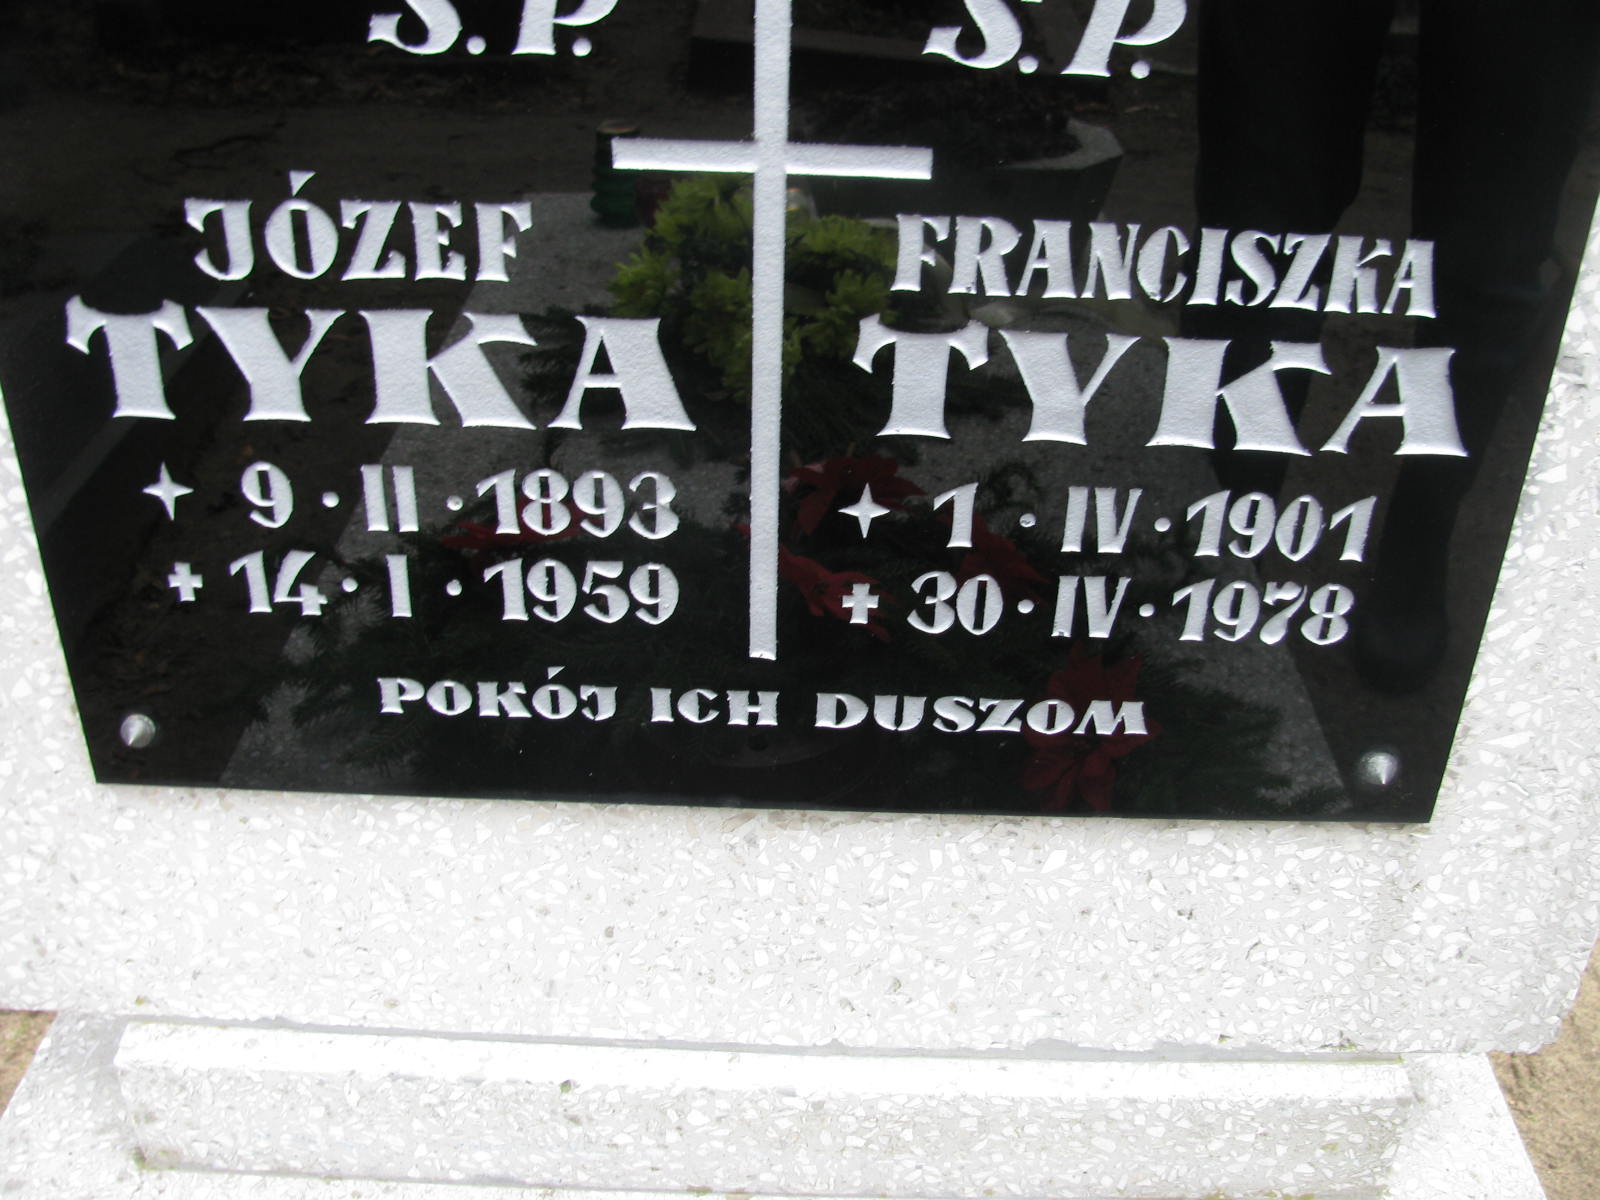 Ś.P.
JÓZEF
TYKA
9 · II · 1893
+ 14 · I · 1959
Ś.P.
FRANCISZKA
TYKA
1 · IV · 1901
+ 30 · IV · 1978
POKÓJ ICH DUSZOM